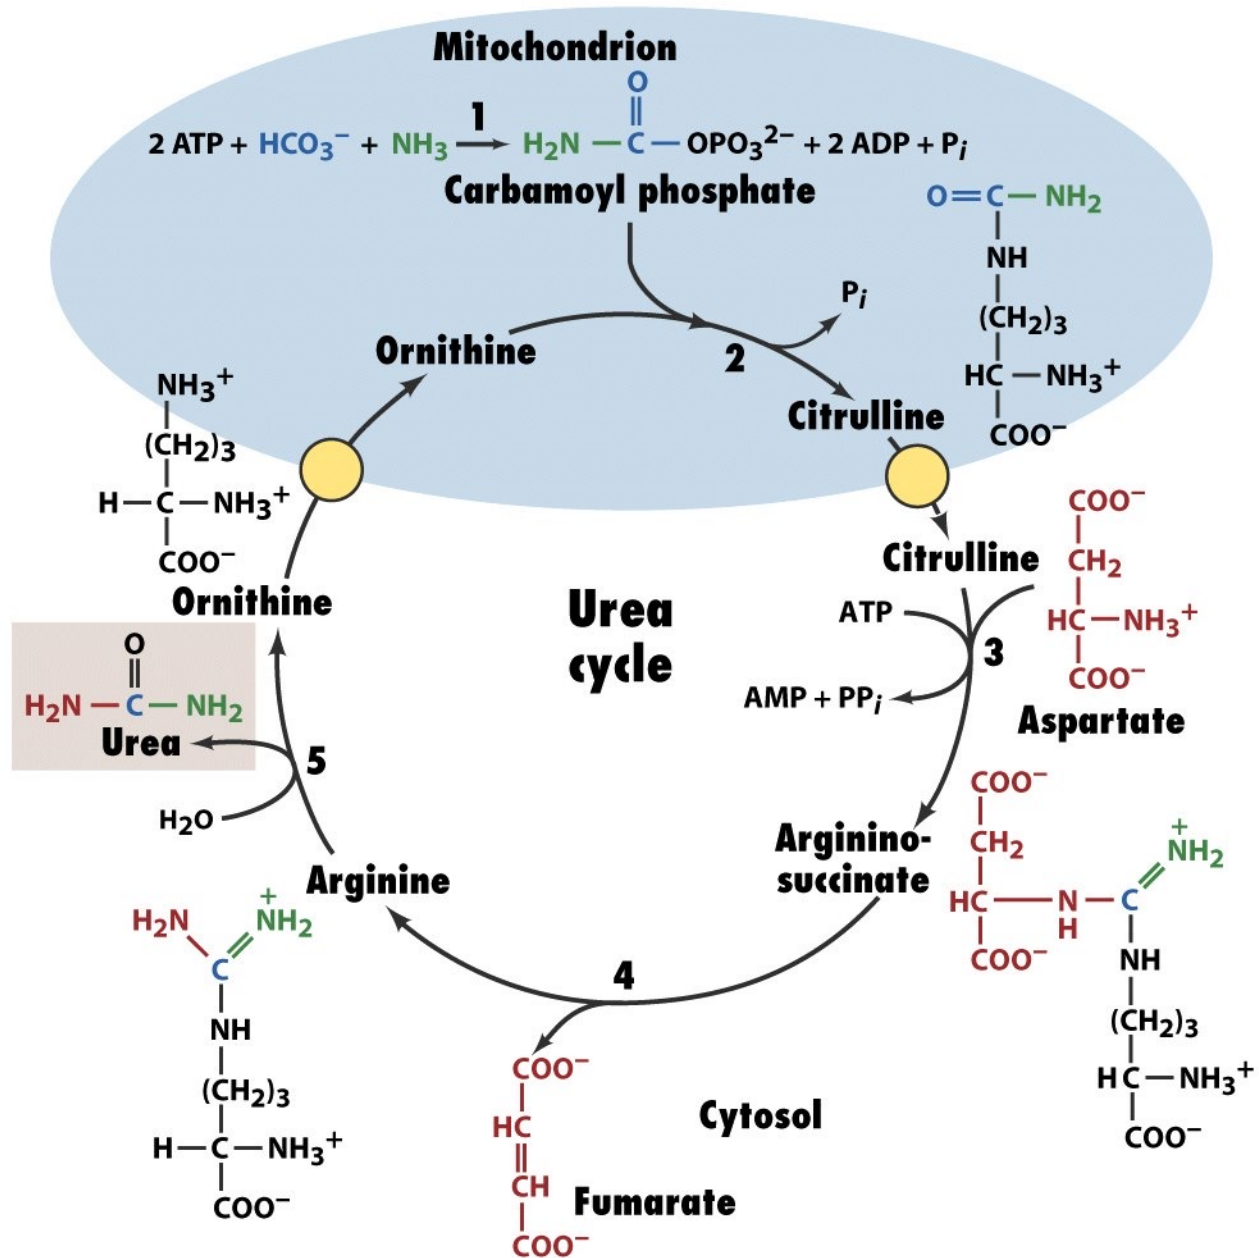 Mitochondrion
O
2 ATP + HCO₃⁻ + NH₃ 1 H₂N — C — OPO₃²⁻ + 2 ADP + Pi
Carbamoyl phosphate
O=C—NH₂
NH
(CH₂)₃
HC—NH₃⁺
COO⁻
Pi
Ornithine
2
Citrulline
NH₃⁺
(CH₂)₃
H—C—NH₃⁺
COO⁻
Ornithine
Citrulline
COO⁻
CH₂
HC—NH₃⁺
COO⁻
Aspartate
ATP
3
AMP + PPi
Urea
cycle
O
H₂N—C—NH₂
Urea
5
H₂O
Arginino-
succinate
COO⁻
CH₂
HC—N—C=NH₂⁺
H
COO⁻
NH
(CH₂)₃
HC—NH₃⁺
COO⁻
Arginine
H₂N—C=NH₂⁺
NH
(CH₂)₃
H—C—NH₃⁺
COO⁻
4
COO⁻
HC
CH
COO⁻
Fumarate
Cytosol